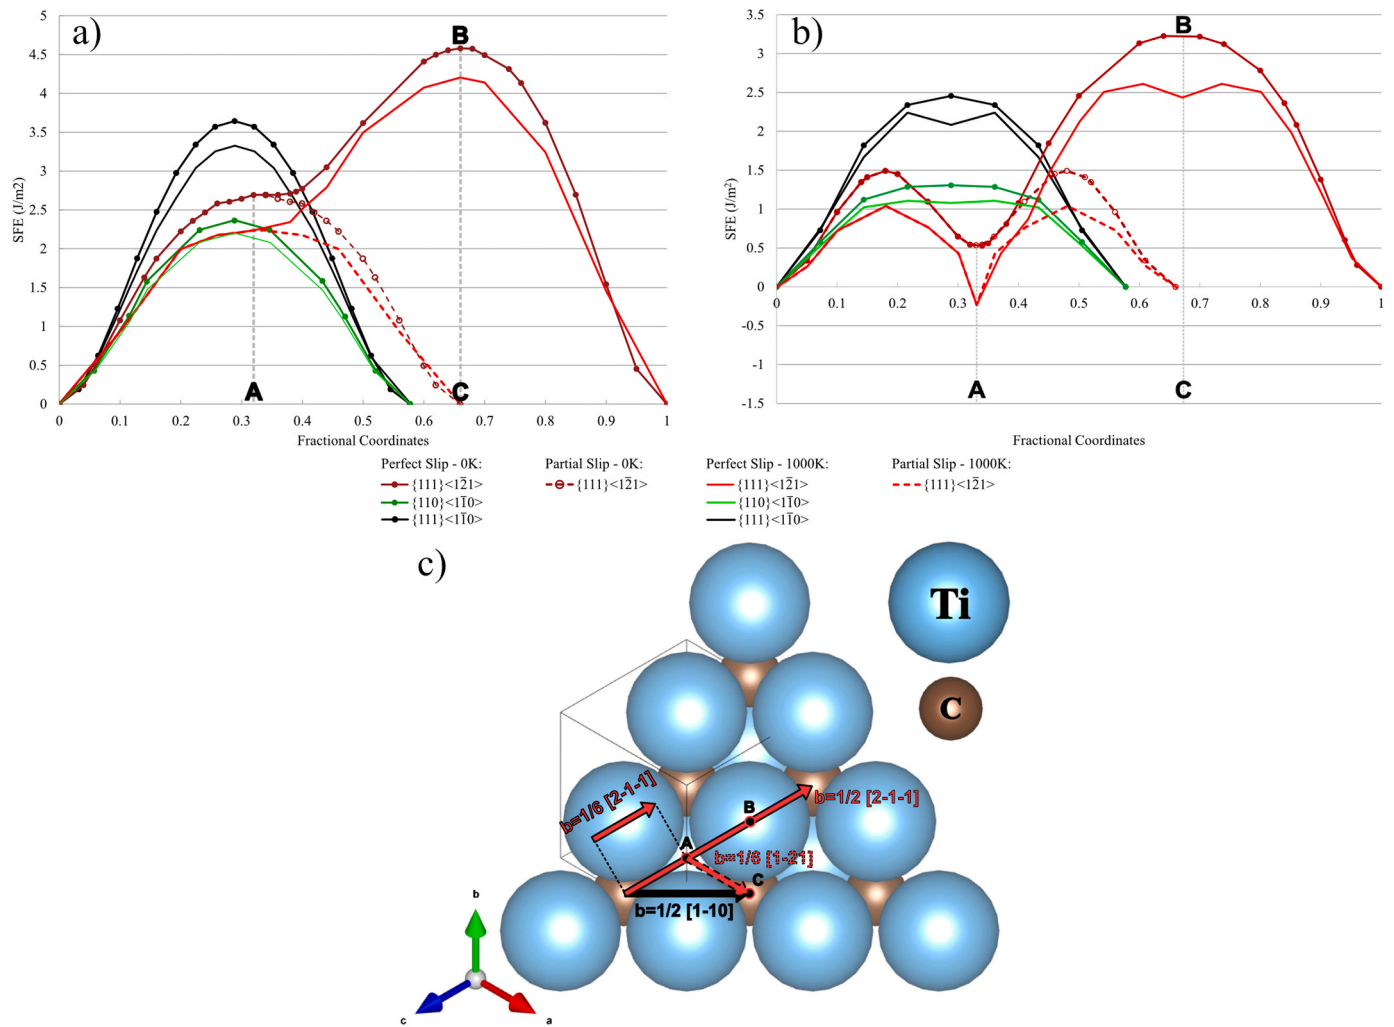 a)
SFE (J/m2)
5
4.5
4
3.5
3
2.5
2
1.5
1
0.5
0
B
A
C
0 0.1 0.2 0.3 0.4 0.5 0.6 0.7 0.8 0.9 1
Fractional Coordinates
b)
SFE (J/m²)
3.5
3
2.5
2
1.5
1
0.5
0
-0.5
-1
-1.5
B
0 0.1 0.2 0.3 0.4 0.5 0.6 0.7 0.8 0.9 1
A
C
Fractional Coordinates
Perfect Slip - 0K:
{111}<12̄1>
{110}<11̄0>
{111}<11̄0>
Partial Slip - 0K:
{111}<12̄1>
Perfect Slip - 1000K:
{111}<12̄1>
{110}<11̄0>
{111}<11̄0>
Partial Slip - 1000K:
{111}<12̄1>
c)
Ti
C
b=1/6 [2-1-1]
B
b=1/2 [2-1-1]
A
b=1/6 [1-21]
C
b=1/2 [1-10]
b
c
a